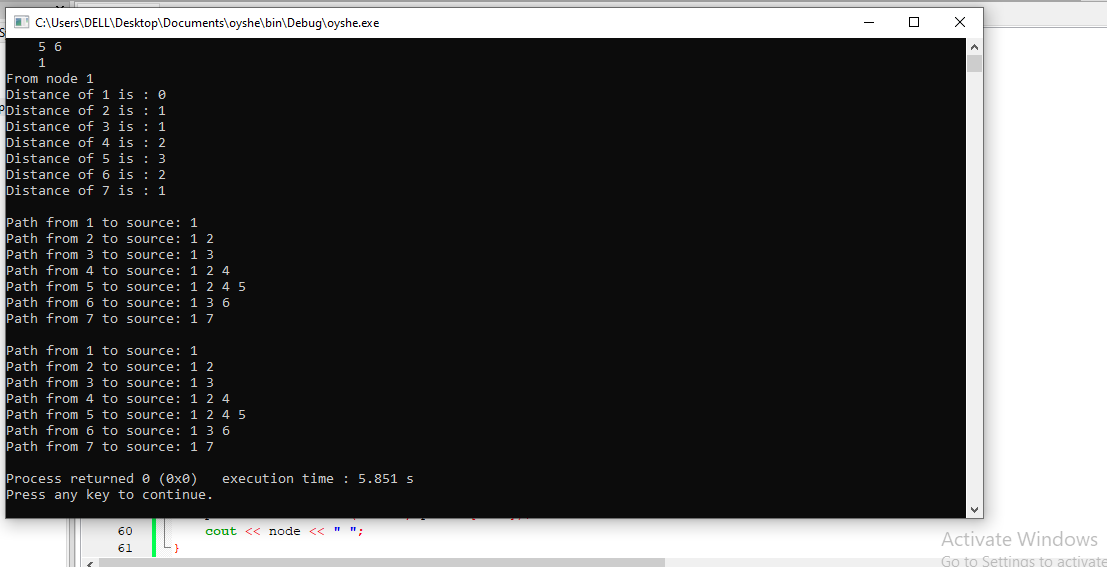 C:\Users\DELL\Desktop\Documents\oyshe\bin\Debug\oyshe.exe
5 6
1
From node 1
Distance of 1 is : 0
Distance of 2 is : 1
Distance of 3 is : 1
Distance of 4 is : 2
Distance of 5 is : 3
Distance of 6 is : 2
Distance of 7 is : 1
Path from 1 to source: 1
Path from 2 to source: 1 2
Path from 3 to source: 1 3
Path from 4 to source: 1 2 4
Path from 5 to source: 1 2 4 5
Path from 6 to source: 1 3 6
Path from 7 to source: 1 7
Path from 1 to source: 1
Path from 2 to source: 1 2
Path from 3 to source: 1 3
Path from 4 to source: 1 2 4
Path from 5 to source: 1 2 4 5
Path from 6 to source: 1 3 6
Path from 7 to source: 1 7
Process returned 0 (0x0)   execution time : 5.851 s
Press any key to continue.
60 cout << node << " ";
61 }
Activate Windows
Go to Settings to activate